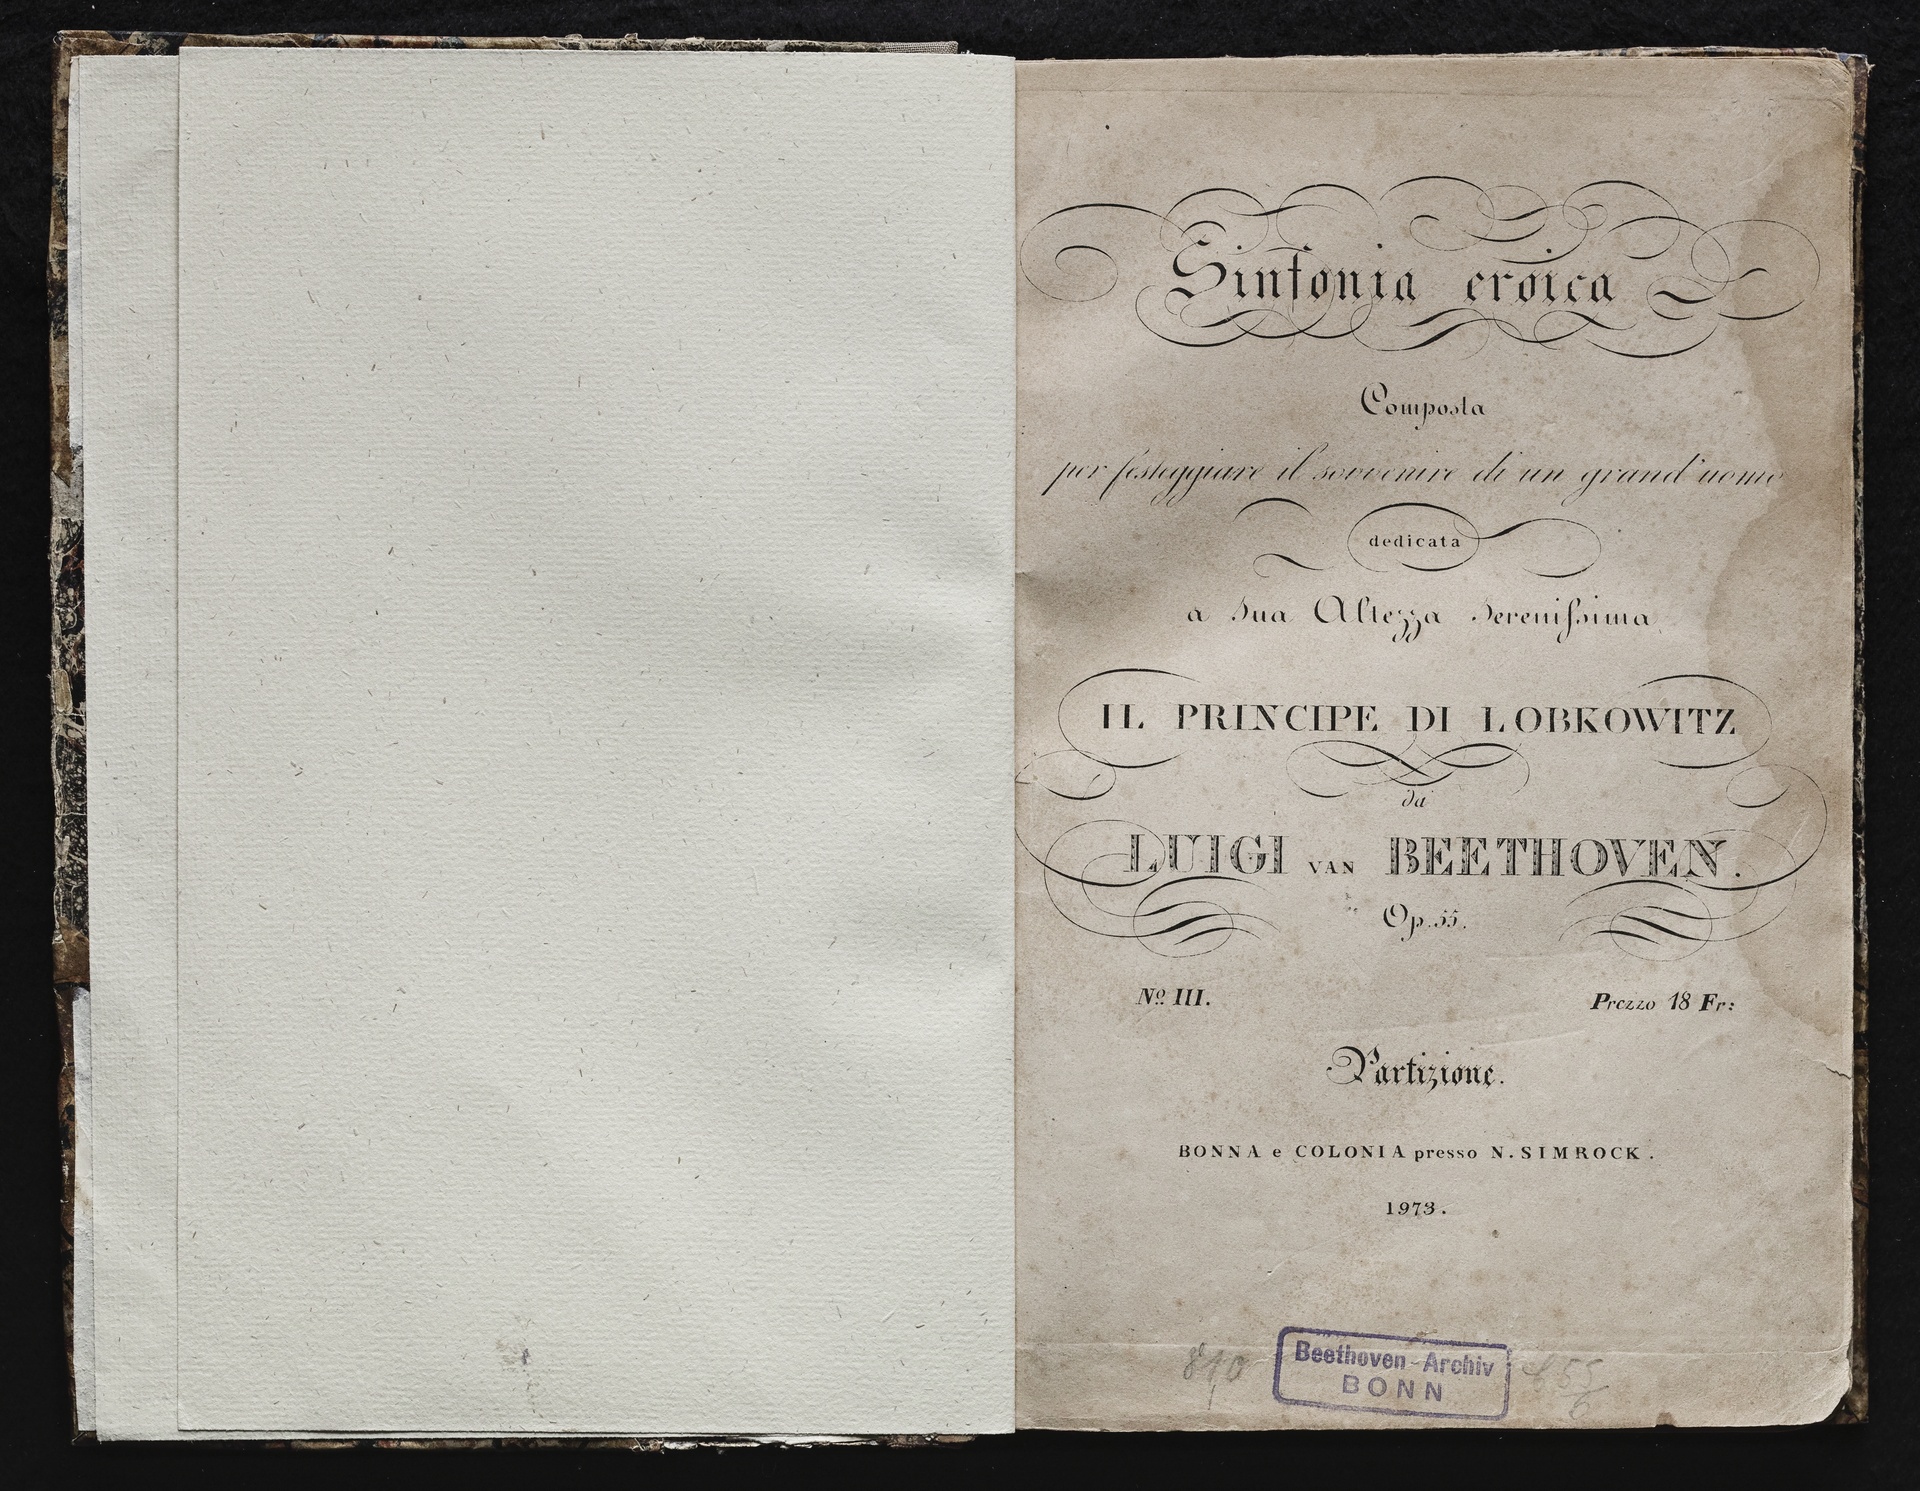 Sinfonia eroica
Composta
per festeggiare il sovvenire di un grand'uomo
dedicata
a Sua Altezza Serenissima
IL PRINCIPE DI LOBKOWITZ
da
LUIGI VAN BEETHOVEN.
Op. 55.
Nº III. Prezzo 18 Fr:
Partizione.
BONNA e COLONIA presso N. SIMROCK.
1973.
Beethoven-Archiv
BONN